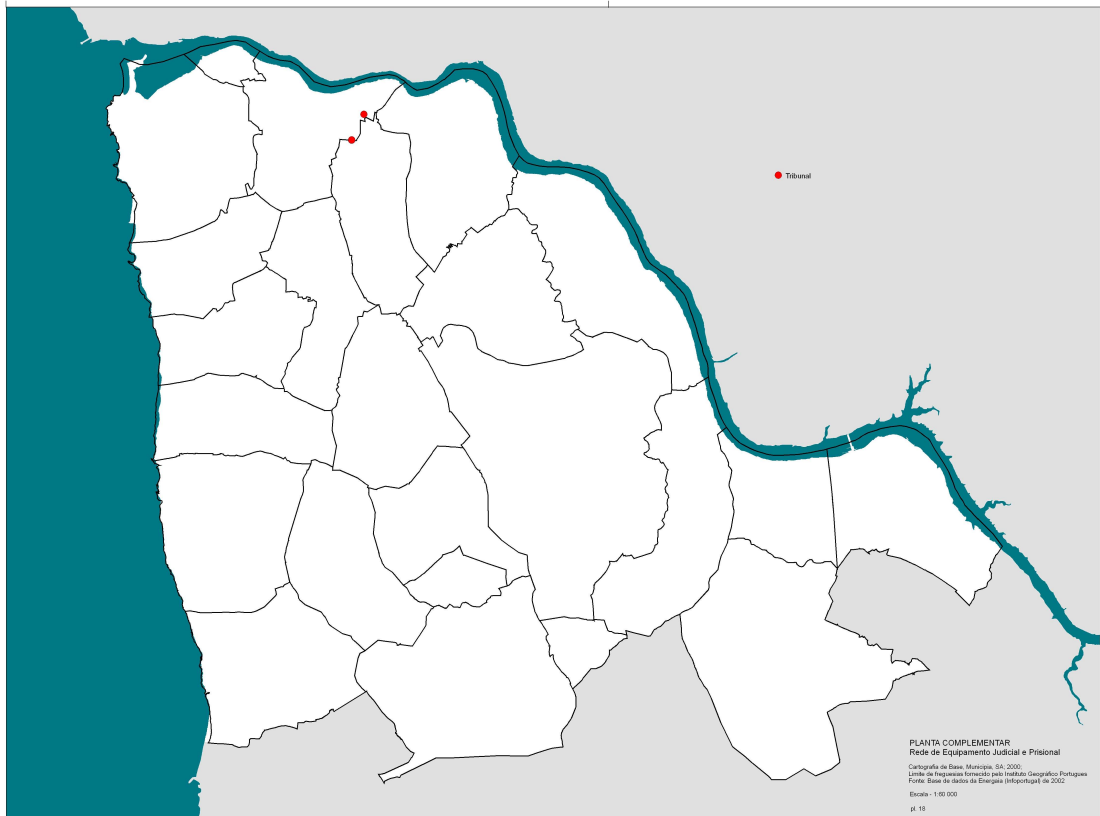 Tribunal
PLANTA COMPLEMENTAR
Rede de Equipamento Judicial e Prisional
Cartografia de Base, Municipia, SA, 2000;
Limite de freguesias fornecido pelo Instituto Geográfico Portugues
Fonte: Base de dados da Energaia (Infoportugal) de 2002
Escala - 1:60 000
pl. 18